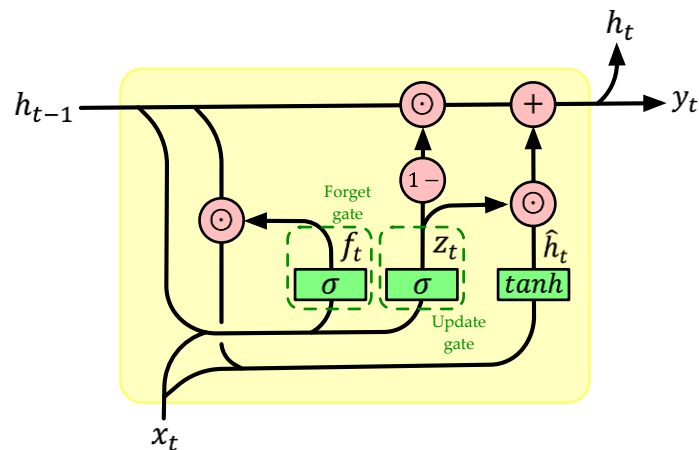 h_t
h_{t-1}
⊙
+
y_t
1 −
Forget
gate
⊙
⊙
f_t
z_t
ĥ_t
σ
σ
tanh
Update
gate
x_t